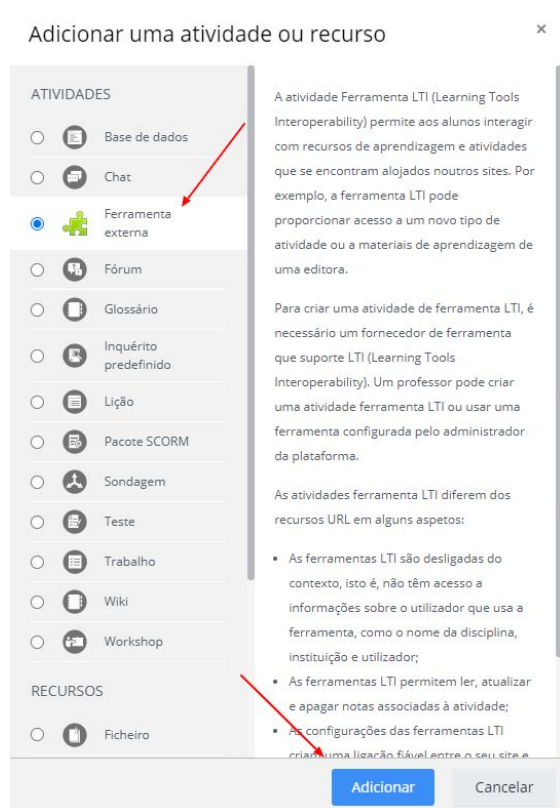 Adicionar uma atividade ou recurso
×
ATIVIDADES
Base de dados
Chat
Ferramenta
externa
Fórum
Glossário
Inquérito
predefinido
Lição
Pacote SCORM
Sondagem
Teste
Trabalho
Wiki
Workshop
RECURSOS
Ficheiro
A atividade Ferramenta LTI (Learning Tools
Interoperability) permite aos alunos interagir
com recursos de aprendizagem e atividades
que se encontram alojados noutros sites. Por
exemplo, a ferramenta LTI pode
proporcionar acesso a um novo tipo de
atividade ou a materiais de aprendizagem de
uma editora.
Para criar uma atividade de ferramenta LTI, é
necessário um fornecedor de ferramenta
que suporte LTI (Learning Tools
Interoperability). Um professor pode criar
uma atividade ferramenta LTI ou usar uma
ferramenta configurada pelo administrador
da plataforma.
As atividades ferramenta LTI diferem dos
recursos URL em alguns aspetos:
• As ferramentas LTI são desligadas do
contexto, isto é, não têm acesso a
informações sobre o utilizador que usa a
ferramenta, como o nome da disciplina,
instituição e utilizador;
• As ferramentas LTI permitem ler, atualizar
e apagar notas associadas à atividade;
• As configurações das ferramentas LTI
criam uma ligação fiável entre o seu site e
Adicionar
Cancelar